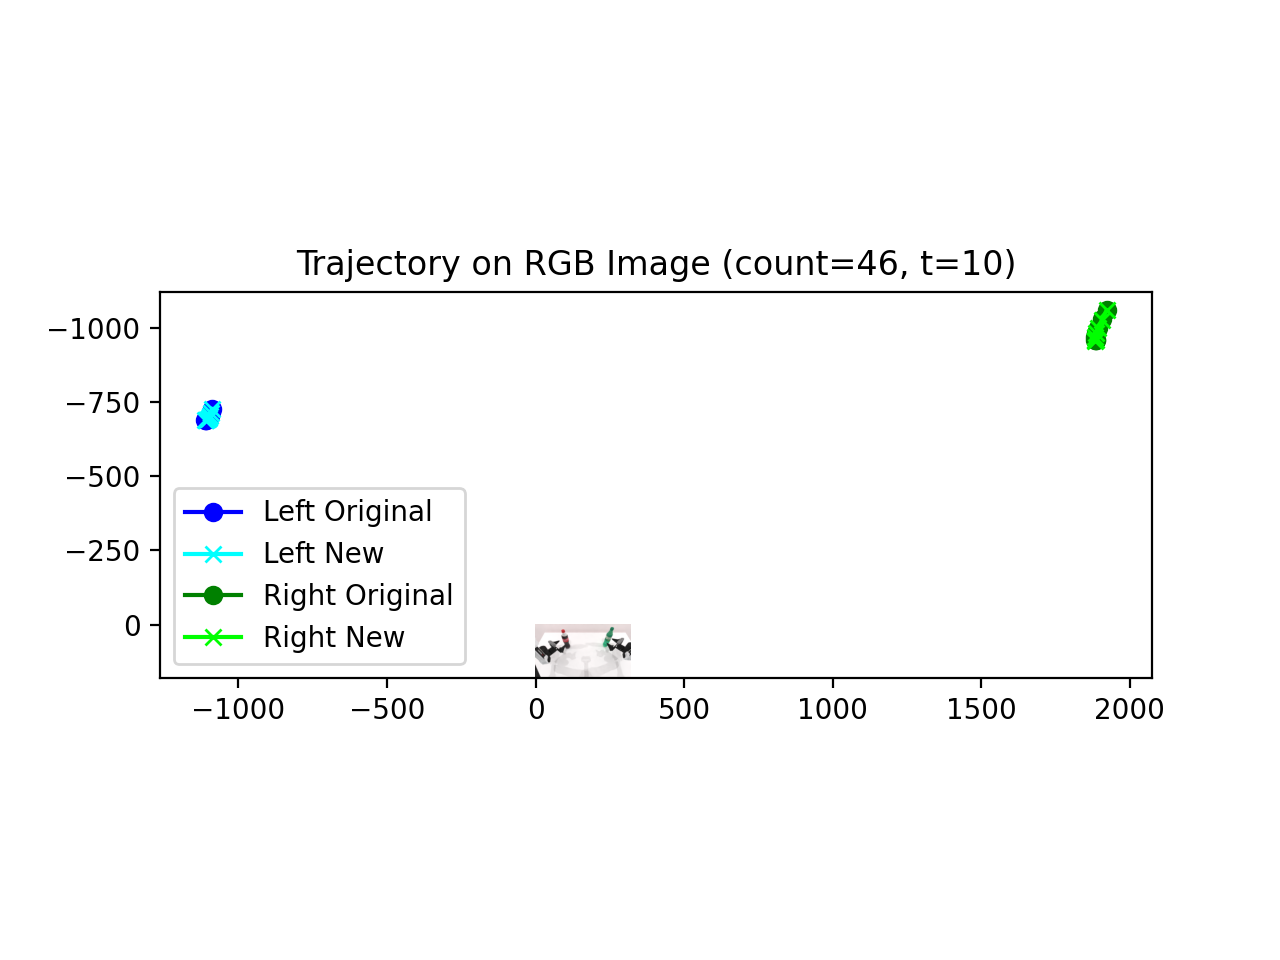 Trajectory on RGB Image (count=46, t=10)
−1000
−750
−500
−250
0
Left Original
Left New
Right Original
Right New
−1000 −500 0 500 1000 1500 2000